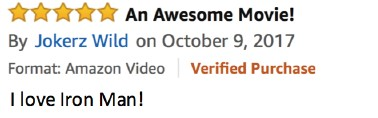 An Awesome Movie!
By Jokerz Wild on October 9, 2017
Format: Amazon Video | Verified Purchase
I love Iron Man!